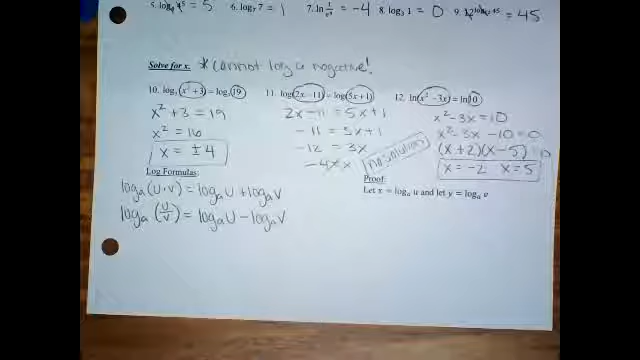 5. log₄ 4⁵ = 5 6. log₇ 7 = 1 7. ln 1/e⁴ = -4 8. log₃ 1 = 0 9. 12^log₁₂ 45 = 45
Solve for x. *cannot log a negative!
10. log₇ (x² + 3) = log₇ 19 11. log(2x − 11) = log(5x + 1) 12. ln(x² − 3x) = ln 10
x² + 3 = 19 2x − 11 = 5x + 1 x² − 3x = 10
x² = 16 − 11 = 3x + 1 x² − 3x − 10 = 0
x = ±4 −12 = 3x (x + 2)(x − 5) = 0
−4 = x no solution x = −2 x = 5
Log Formulas: Proof:
logₐ (u · v) = logₐ u + logₐ v Let x = logₐ u and let y = logₐ v
logₐ (u/v) = logₐ u − logₐ v